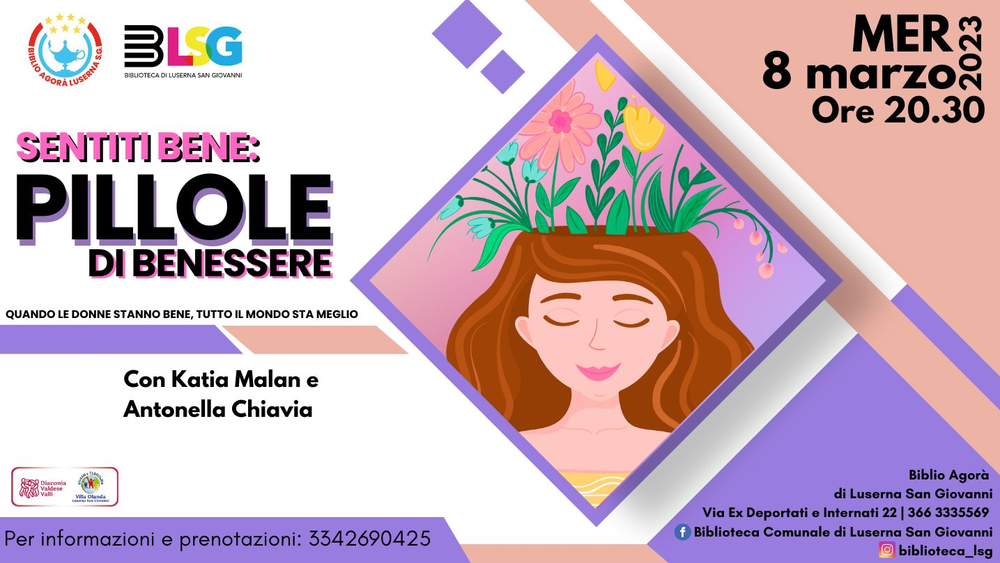 BIBLIO AGORÀ LUSERNA S.G.
BLSG
BIBLIOTECA DI LUSERNA SAN GIOVANNI
MER
8 marzo
2023
Ore 20.30
SENTITI BENE:
PILLOLE
DI BENESSERE
QUANDO LE DONNE STANNO BENE, TUTTO IL MONDO STA MEGLIO
Con Katia Malan e
Antonella Chiavia
Diaconia
Valdese
Valli
GIOVANI e TERRITORIO
Villa Olanda
Luserna San Giovanni
Per informazioni e prenotazioni: 3342690425
Biblio Agorà
di Luserna San Giovanni
Via Ex Deportati e Internati 22 | 366 3335569
Biblioteca Comunale di Luserna San Giovanni
biblioteca_lsg